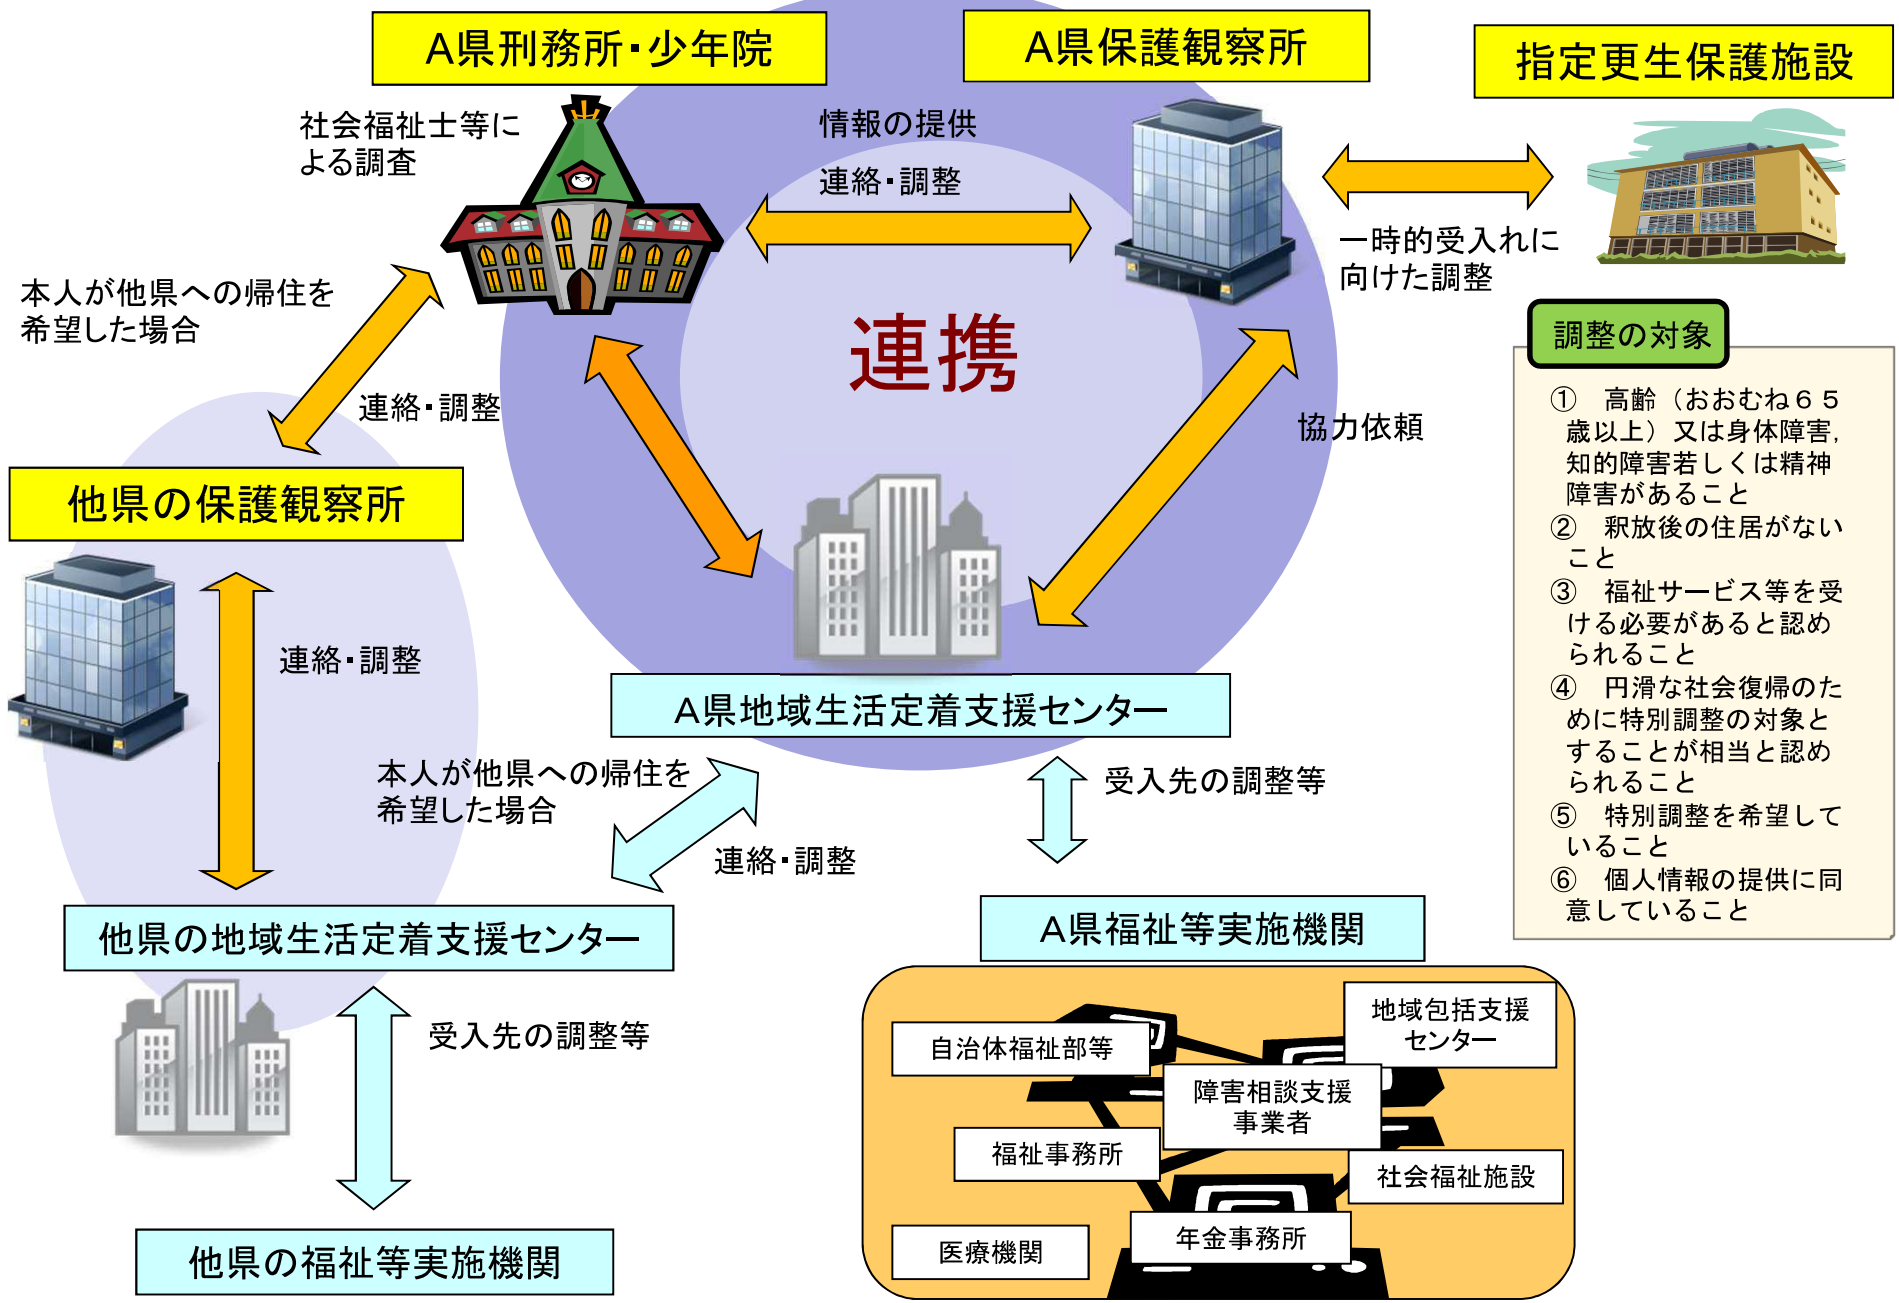 A県刑務所・少年院
A県保護観察所
指定更生保護施設
社会福祉士等に
よる調査
情報の提供
連絡・調整
一時的受入れに
向けた調整
本人が他県への帰住を
希望した場合
連絡・調整
連携
協力依頼
調整の対象
① 高齢（おおむね６５
歳以上）又は身体障害,
知的障害若しくは精神
障害があること
② 釈放後の住居がない
こと
③ 福祉サービス等を受
ける必要があると認め
られること
④ 円滑な社会復帰のた
めに特別調整の対象と
することが相当と認め
られること
⑤ 特別調整を希望して
いること
⑥ 個人情報の提供に同
意していること
他県の保護観察所
連絡・調整
A県地域生活定着支援センター
本人が他県への帰住を
希望した場合
連絡・調整
受入先の調整等
他県の地域生活定着支援センター
A県福祉等実施機関
受入先の調整等
自治体福祉部等
地域包括支援
センター
障害相談支援
事業者
福祉事務所
社会福祉施設
年金事務所
医療機関
他県の福祉等実施機関